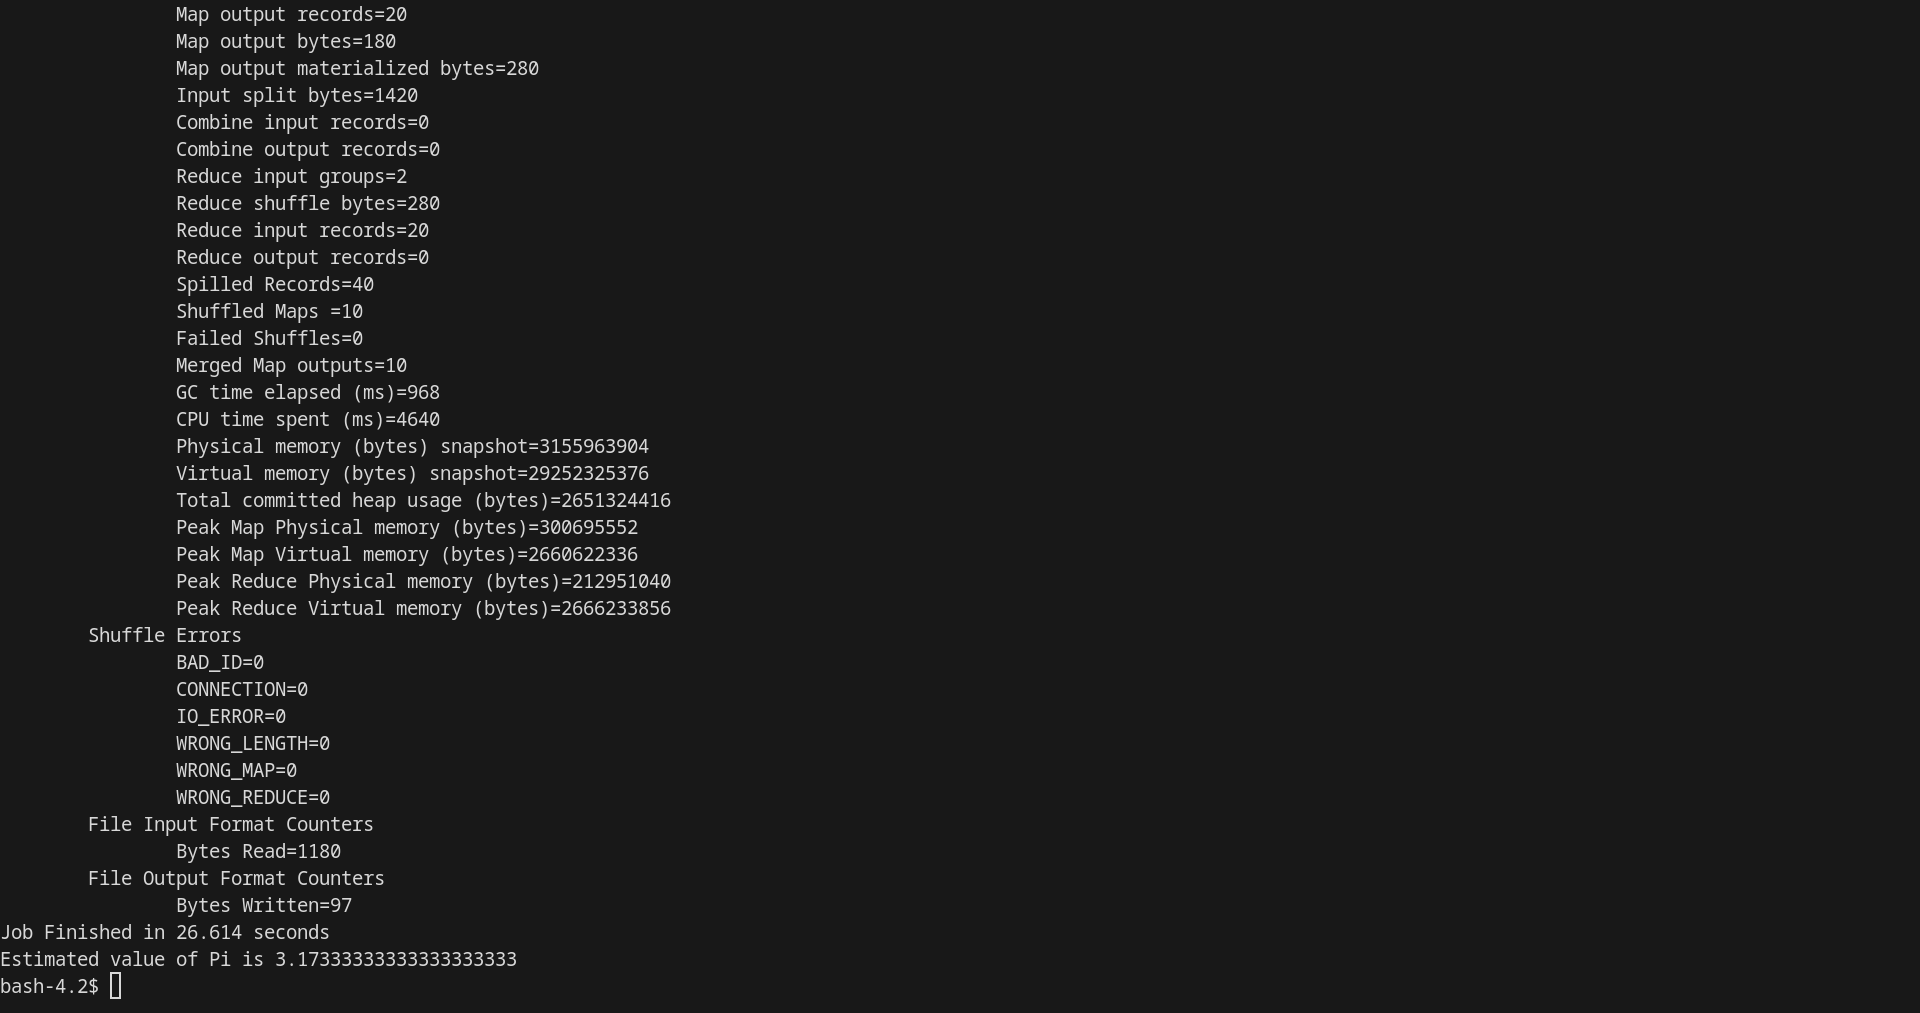 Map output records=20
Map output bytes=180
Map output materialized bytes=280
Input split bytes=1420
Combine input records=0
Combine output records=0
Reduce input groups=2
Reduce shuffle bytes=280
Reduce input records=20
Reduce output records=0
Spilled Records=40
Shuffled Maps =10
Failed Shuffles=0
Merged Map outputs=10
GC time elapsed (ms)=968
CPU time spent (ms)=4640
Physical memory (bytes) snapshot=3155963904
Virtual memory (bytes) snapshot=29252325376
Total committed heap usage (bytes)=2651324416
Peak Map Physical memory (bytes)=300695552
Peak Map Virtual memory (bytes)=2660622336
Peak Reduce Physical memory (bytes)=212951040
Peak Reduce Virtual memory (bytes)=2666233856
Shuffle Errors
BAD_ID=0
CONNECTION=0
IO_ERROR=0
WRONG_LENGTH=0
WRONG_MAP=0
WRONG_REDUCE=0
File Input Format Counters
Bytes Read=1180
File Output Format Counters
Bytes Written=97
Job Finished in 26.614 seconds
Estimated value of Pi is 3.17333333333333333333
bash-4.2$